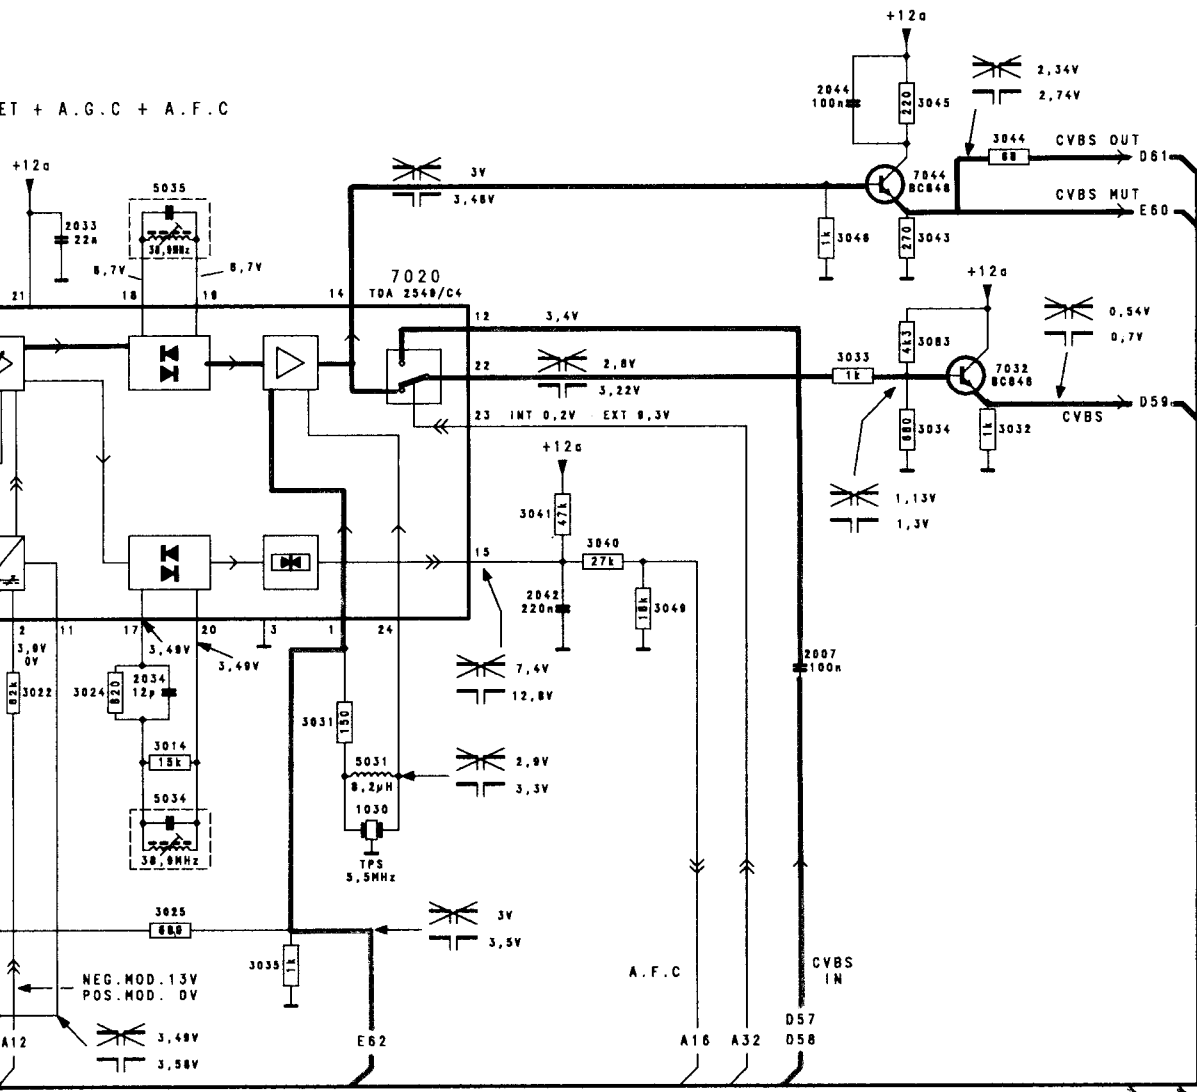 +12a
2,34V
2044
100n
220
3045
2,74V
ET + A.G.C + A.F.C
3044
68
CVBS OUT
D61
+12a
5035
3V
7044
BC848
3,48V
CVBS MUT
E60
2033
22n
38,9MHz
1k
3046
270
3043
6,7V
6,7V
7020
TDA 2549/C4
+12a
21
18
19
14
12
3,4V
0,54V
4k3
3083
0,7V
22
2,8V
3033
1k
7032
BC848
3,22V
D59
CVBS
23
INT 0,2V
EXT 9,3V
680
3034
1k
3032
+12a
1,13V
1,3V
3041
47k
3040
27k
15
2042
220n
18k
3049
2
11
17
20
3
1
24
3,9V
0V
3,49V
3,49V
7,4V
2007
100n
82k
3022
3024
820
2034
12p
12,8V
3031
150
3014
15k
5031
8,2µH
2,9V
3,3V
5034
1030
38,9MHz
TPS
5,5MHz
3025
680
3V
3,5V
3035
1k
A.F.C
CVBS
IN
NEG.MOD.13V
POS.MOD. 0V
D57
A12
3,49V
E62
A16
A32
D58
3,58V